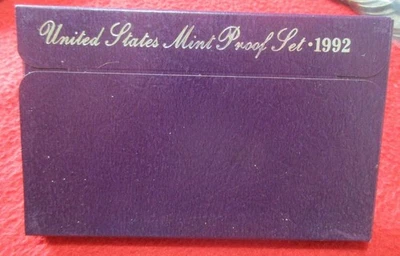 United States Mint Proof Set · 1992